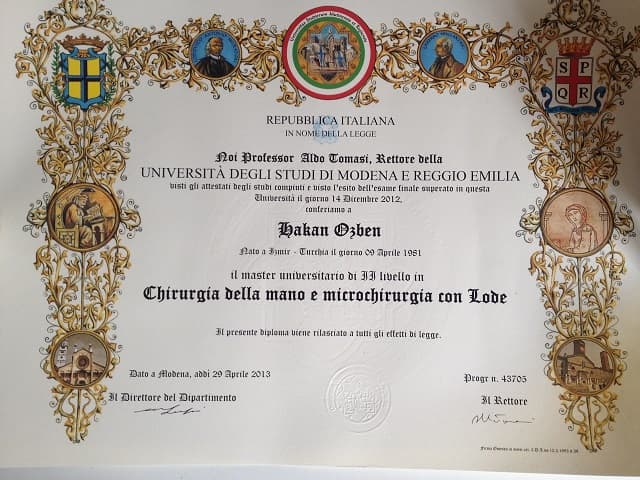 S P
Q R
REPUBBLICA ITALIANA
IN NOME DELLA LEGGE
Noi Professor Aldo Tomasi, Rettore della
UNIVERSITÀ DEGLI STUDI DI MODENA E REGGIO EMILIA
visti gli attestati degli studi compiuti e visto l'esito dell'esame finale superato in questa
Università il giorno 14 Dicembre 2012,
conferiamo a
Hakan Ozben
Nato a Izmir - Turchia il giorno 09 Aprile 1981
il master universitario di II livello in
Chirurgia della mano e microchirurgia con Lode
Il presente diploma viene rilasciato a tutti gli effetti di legge.
Dato a Modena, addì 29 Aprile 2013
Progr n. 43705
Il Direttore del Dipartimento
Il Rettore